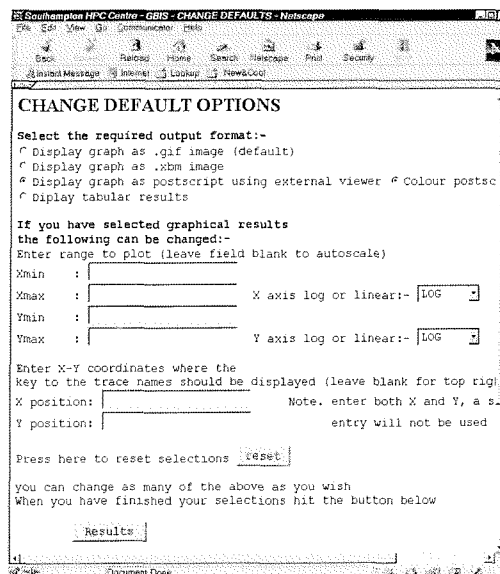 Southampton HPC Centre - GBIS - CHANGE DEFAULTS - Netscape
File Edit View Go Communicator Help
Back Reload Home Search Netscape Print Security
Instant Message Internet Lookup New&Cool
CHANGE DEFAULT OPTIONS
Select the required output format:-
Display graph as .gif image (default)
Display graph as .xbm image
Display graph as postscript using external viewer Colour postsc
Diplay tabular results
If you have selected graphical results
the following can be changed:-
Enter range to plot (leave field blank to autoscale)
Xmin :
Xmax : X axis log or linear:- LOG
Ymin :
Ymax : Y axis log or linear:- LOG
Enter X-Y coordinates where the
key to the trace names should be displayed (leave blank for top righ
X position: Note. enter both X and Y, a s
Y position: entry will not be used
Press here to reset selections reset
you can change as many of the above as you wish
When you have finished your selections hit the button below
Results
Document Done